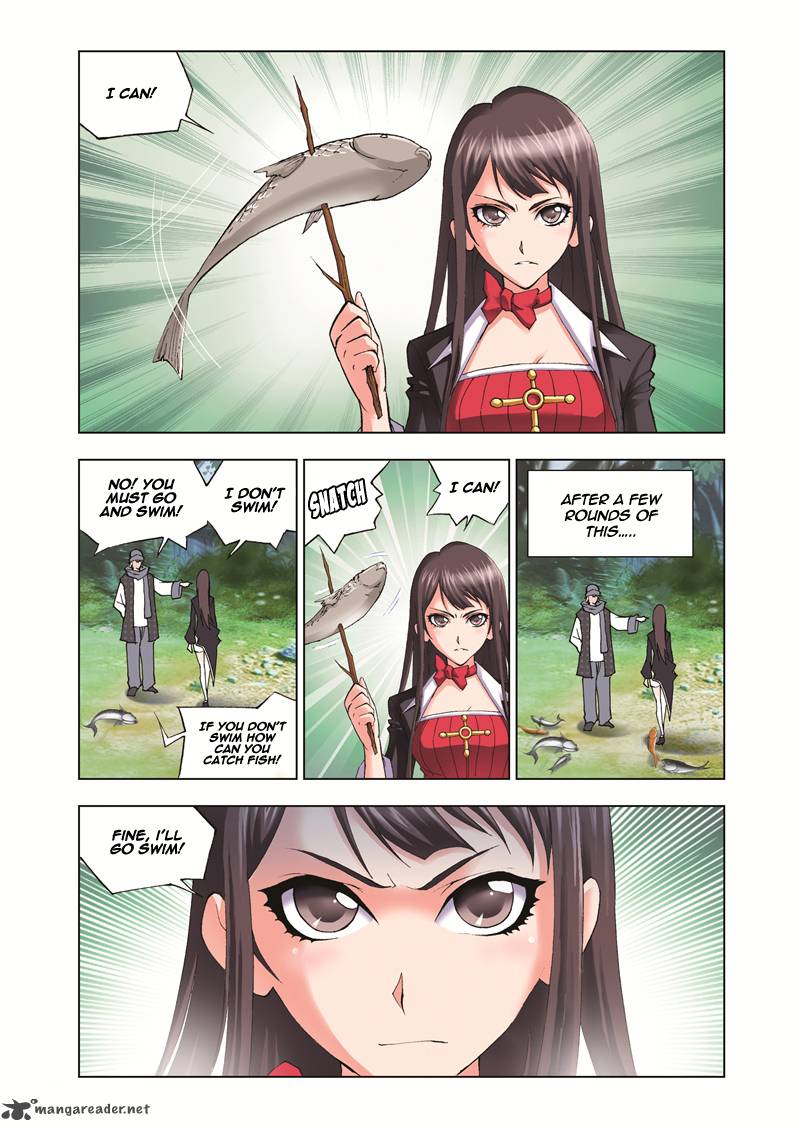 I CAN!
NO! YOU
MUST GO
AND SWIM!
I DON'T
SWIM!
IF YOU DON'T
SWIM HOW
CAN YOU
CATCH FISH!
SNATCH
I CAN!
AFTER A FEW
ROUNDS OF
THIS.....
FINE, I'LL
GO SWIM!
mangareader.net